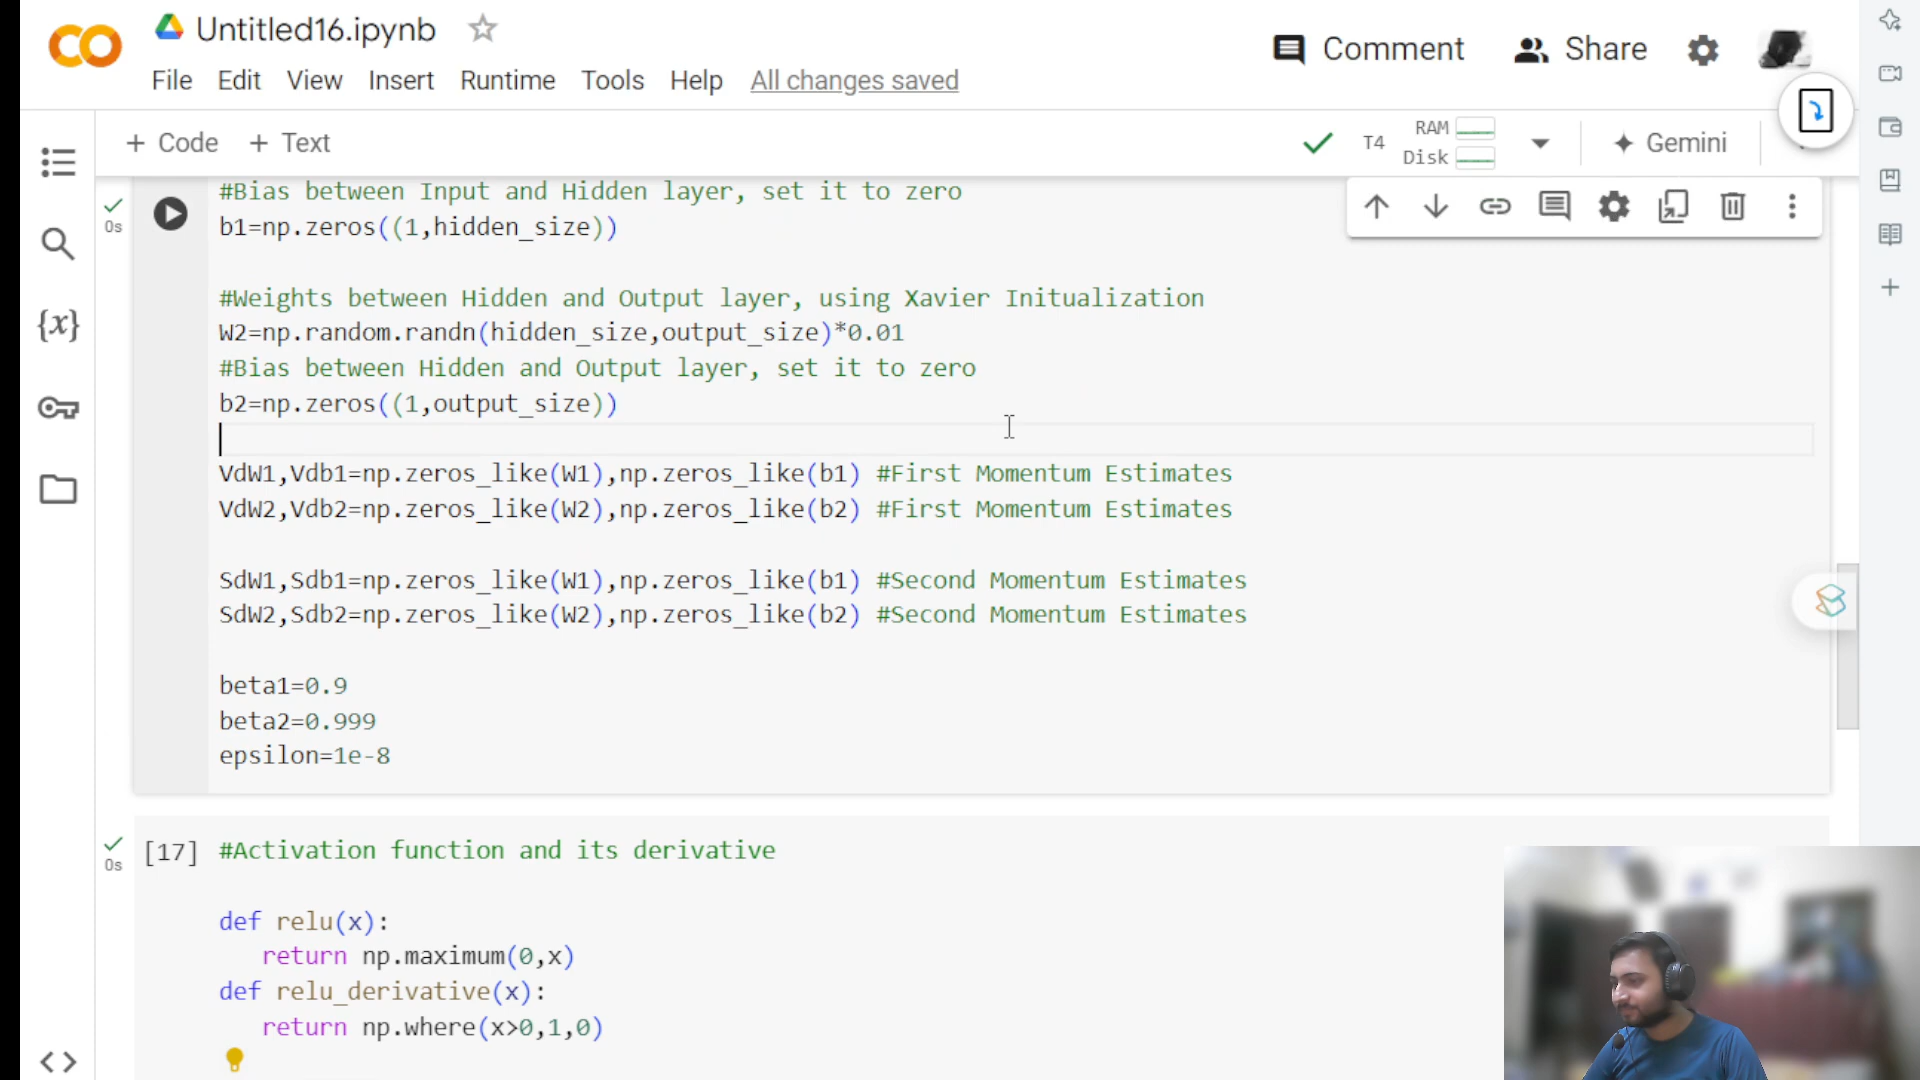 Untitled16.ipynb
Comment
Share
File Edit View Insert Runtime Tools Help All changes saved
+ Code + Text
T4
RAM
Disk
Gemini
#Bias between Input and Hidden layer, set it to zero
0s
b1=np.zeros((1,hidden_size))
#Weights between Hidden and Output layer, using Xavier Initualization
{x}
W2=np.random.randn(hidden_size,output_size)*0.01
#Bias between Hidden and Output layer, set it to zero
b2=np.zeros((1,output_size))
VdW1,Vdb1=np.zeros_like(W1),np.zeros_like(b1) #First Momentum Estimates
VdW2,Vdb2=np.zeros_like(W2),np.zeros_like(b2) #First Momentum Estimates
SdW1,Sdb1=np.zeros_like(W1),np.zeros_like(b1) #Second Momentum Estimates
SdW2,Sdb2=np.zeros_like(W2),np.zeros_like(b2) #Second Momentum Estimates
beta1=0.9
beta2=0.999
epsilon=1e-8
0s
[17] #Activation function and its derivative
def relu(x):
return np.maximum(0,x)
def relu_derivative(x):
return np.where(x>0,1,0)